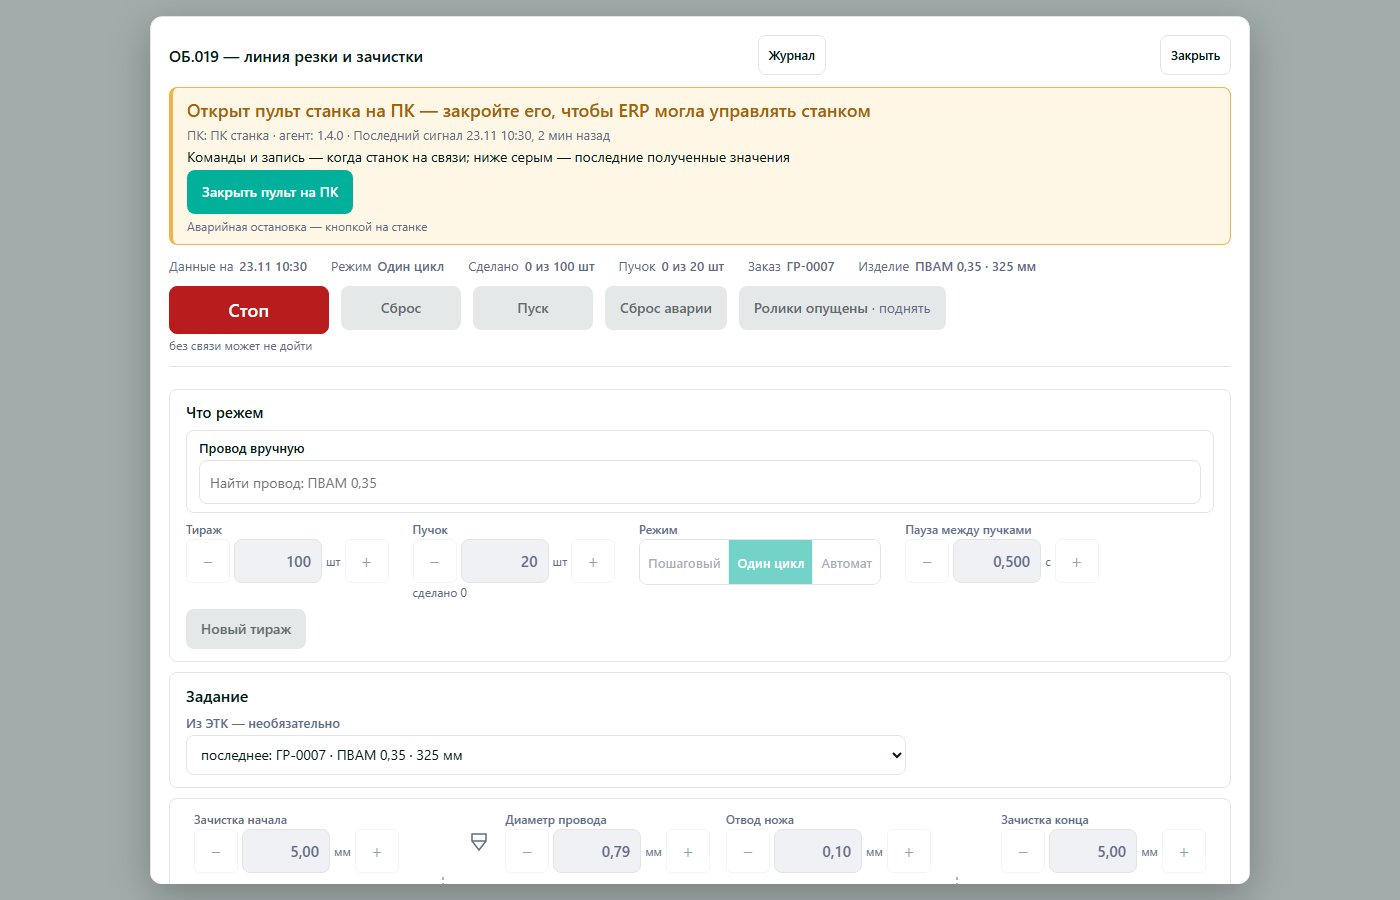 ОБ.019 — линия резки и зачистки
Журнал
Закрыть
Открыт пульт станка на ПК — закройте его, чтобы ERP могла управлять станком
ПК: ПК станка · агент: 1.4.0 · Последний сигнал 23.11 10:30, 2 мин назад
Команды и запись — когда станок на связи; ниже серым — последние полученные значения
Закрыть пульт на ПК
Аварийная остановка — кнопкой на станке
Данные на 23.11 10:30 Режим Один цикл Сделано 0 из 100 шт Пучок 0 из 20 шт Заказ ГР-0007 Изделие ПВАМ 0,35 · 325 мм
Стоп
Сброс
Пуск
Сброс аварии
Ролики опущены · поднять
без связи может не дойти
Что режем
Провод вручную
Найти провод: ПВАМ 0,35
Тираж Пучок Режим Пауза между пучками
− 100 шт + − 20 шт + Пошаговый Один цикл Автомат − 0,500 с +
сделано 0
Новый тираж
Задание
Из ЭТК — необязательно
последнее: ГР-0007 · ПВАМ 0,35 · 325 мм
Зачистка начала Диаметр провода Отвод ножа Зачистка конца
− 5,00 мм + − 0,79 мм + − 0,10 мм + − 5,00 мм +